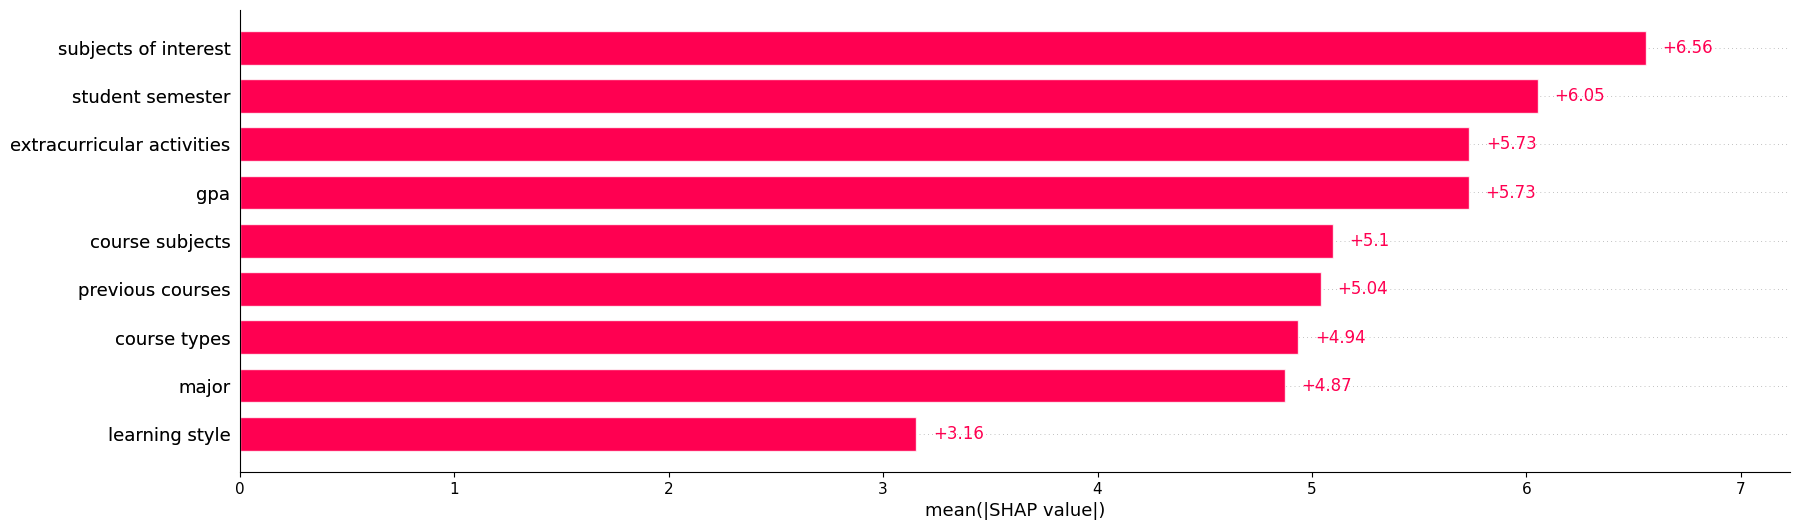 subjects of interest +6.56
student semester +6.05
extracurricular activities +5.73
gpa +5.73
course subjects +5.1
previous courses +5.04
course types +4.94
major +4.87
learning style +3.16
0 1 2 3 4 5 6 7
mean(|SHAP value|)